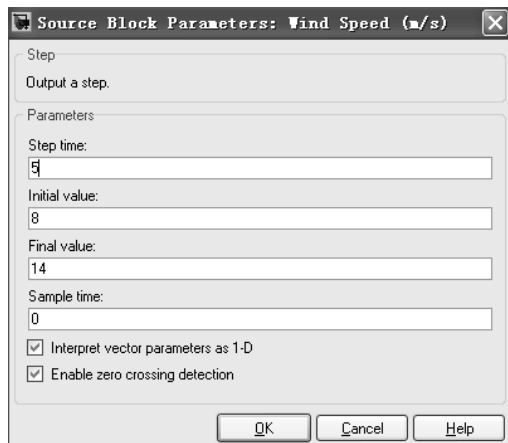 Source Block Parameters: Wind Speed (m/s)
Step
Output a step.
Parameters
Step time:
5
Initial value:
8
Final value:
14
Sample time:
0
Interpret vector parameters as 1-D
Enable zero crossing detection
OK Cancel Help